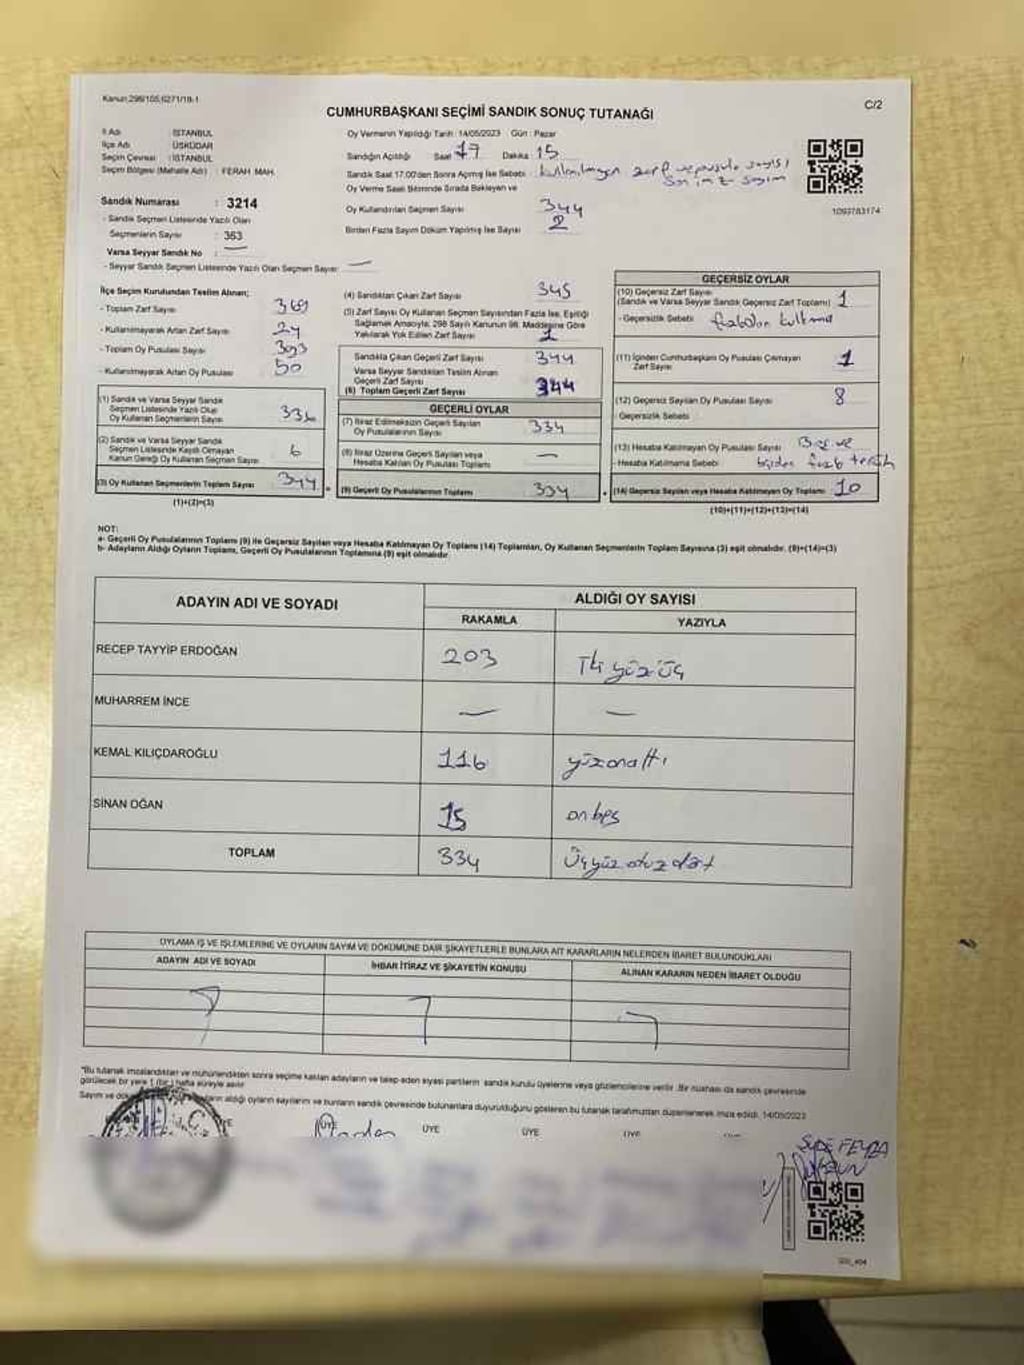 Kanun;298/105,6271/18-1
C/2
CUMHURBAŞKANI SEÇİMİ SANDIK SONUÇ TUTANAĞI
İl Adı : İSTANBUL
İlçe Adı : ÜSKÜDAR
Seçim Çevresi : İSTANBUL
Seçim Bölgesi (Mahalle Adı) : FERAH MAH.
Sandık Numarası : 3214
- Sandık Seçmen Listesinde Yazılı Olan
Seçmenlerin Sayısı : 363
Varsa Seyyar Sandık No : —
- Seyyar Sandık Seçmen Listesinde Yazılı Olan Seçmen Sayısı —
Oy Vermenin Yapıldığı Tarih :14/05/2023 Gün : Pazar
Sandığın Açıldığı Saat 17 Dakika : 15
Sandık Saat 17.00'den Sonra Açılmış İse Sebebi : kullanılmayan zarf ve pusula sayısı
Oy Verme Saati Bitiminde Sırada Bekleyen ve
Oy Kullandırılan Seçmen Sayısı 344
Birden Fazla Sayım Döküm Yapılmış İse Sayısı 2
1093783174
İlçe Seçim Kurulundan Teslim Alınan;
- Toplam Zarf Sayısı 369
- Kullanılmayarak Artan Zarf Sayısı 24
- Toplam Oy Pusulası Sayısı 393
- Kullanılmayarak Artan Oy Pusulası 50
(1) Sandık ve Varsa Seyyar Sandık
Seçmen Listesinde Yazılı Olup
Oy Kullanan Seçmenlerin Sayısı 336
(2) Sandık ve Varsa Seyyar Sandık
Seçmen Listesinde Kayıtlı Olmayan
Kanun Gereği Oy Kullanan Seçmen Sayısı 6
(3) Oy Kullanan Seçmenlerin Toplam Sayısı 344
(1)+(2)=(3)
(4) Sandıktan Çıkan Zarf Sayısı 345
(5) Zarf Sayısı Oy Kullanan Seçmen Sayısından Fazla İse, Eşitliği
Sağlamak Amacıyla; 298 Sayılı Kanunun 98. Maddesine Göre
Yakılarak Yok Edilen Zarf Sayısı 1
Sandıkta Çıkan Geçerli Zarf Sayısı 344
Varsa Seyyar Sandıktan Teslim Alınan
Geçerli Zarf Sayısı
(6) Toplam Geçerli Zarf Sayısı 344
GEÇERLİ OYLAR
(7) İtiraz Edilmeksizin Geçerli Sayılan
Oy Pusulalarının Sayısı 334
(8) İtiraz Üzerine Geçerli Sayılan veya
Hesaba Katılan Oy Pusulası Toplamı —
(9) Geçerli Oy Pusulalarının Toplamı 334
GEÇERSİZ OYLAR
(10) Geçersiz Zarf Sayısı
(Sandık ve Varsa Seyyar Sandık Geçersiz Zarf Toplamı) 1
- Geçersizlik Sebebi
(11) İçinden Cumhurbaşkanı Oy Pusulası Çıkmayan
Zarf Sayısı 1
(12) Geçersiz Sayılan Oy Pusulası Sayısı 8
- Geçersizlik Sebebi
(13) Hesaba Katılmayan Oy Pusulası Sayısı Boş ve
- Hesaba Katılmama Sebebi birden fazla tercih
(14) Geçersiz Sayılan veya Hesaba Katılmayan Oy Toplamı 10
(10)+(11)+(12)+(13)=(14)
NOT:
a- Geçerli Oy Pusulalarının Toplamı (9) ile Geçersiz Sayılan veya Hesaba Katılmayan Oy Toplamı (14) Toplamları, Oy Kullanan Seçmenlerin Toplam Sayısına (3) eşit olmalıdır. (9)+(14)=(3)
b- Adayların Aldığı Oyların Toplamı, Geçerli Oy Pusulalarının Toplamına (9) eşit olmalıdır.
ADAYIN ADI VE SOYADI ALDIĞI OY SAYISI
RAKAMLA YAZIYLA
RECEP TAYYİP ERDOĞAN 203 İki yüz üç
MUHARREM İNCE — —
KEMAL KILIÇDAROĞLU 116 yüzonaltı
SİNAN OĞAN 15 on beş
TOPLAM 334 Üçyüz otuz dört
OYLAMA İŞ VE İŞLEMLERİNE VE OYLARIN SAYIM VE DÖKÜMÜNE DAİR ŞİKAYETLERLE BUNLARA AİT KARARLARIN NELERDEN İBARET BULUNDUKLARI
ADAYIN ADI VE SOYADI İHBAR İTİRAZ VE ŞİKAYETİN KONUSU ALINAN KARARIN NEDEN İBARET OLDUĞU
*Bu tutanak imzalandıktan ve mühürlendikten sonra seçime katılan adayların ve talep eden siyasi partilerin sandık kurulu üyelerine veya gözlemcilerine verilir. Bir nüshası da sandık çevresinde
görülecek bir yere 1 (bir) hafta süreyle asılır.
Sayım ve dök aldığı oyların sayılarını ve bunların sandık çevresinde bulunanlara duyurulduğunu gösteren bu tutanak tarafımızdan düzenlenerek imza edildi. 14/05/2023
ÜYE ÜYE ÜYE ÜYE
FEYZA